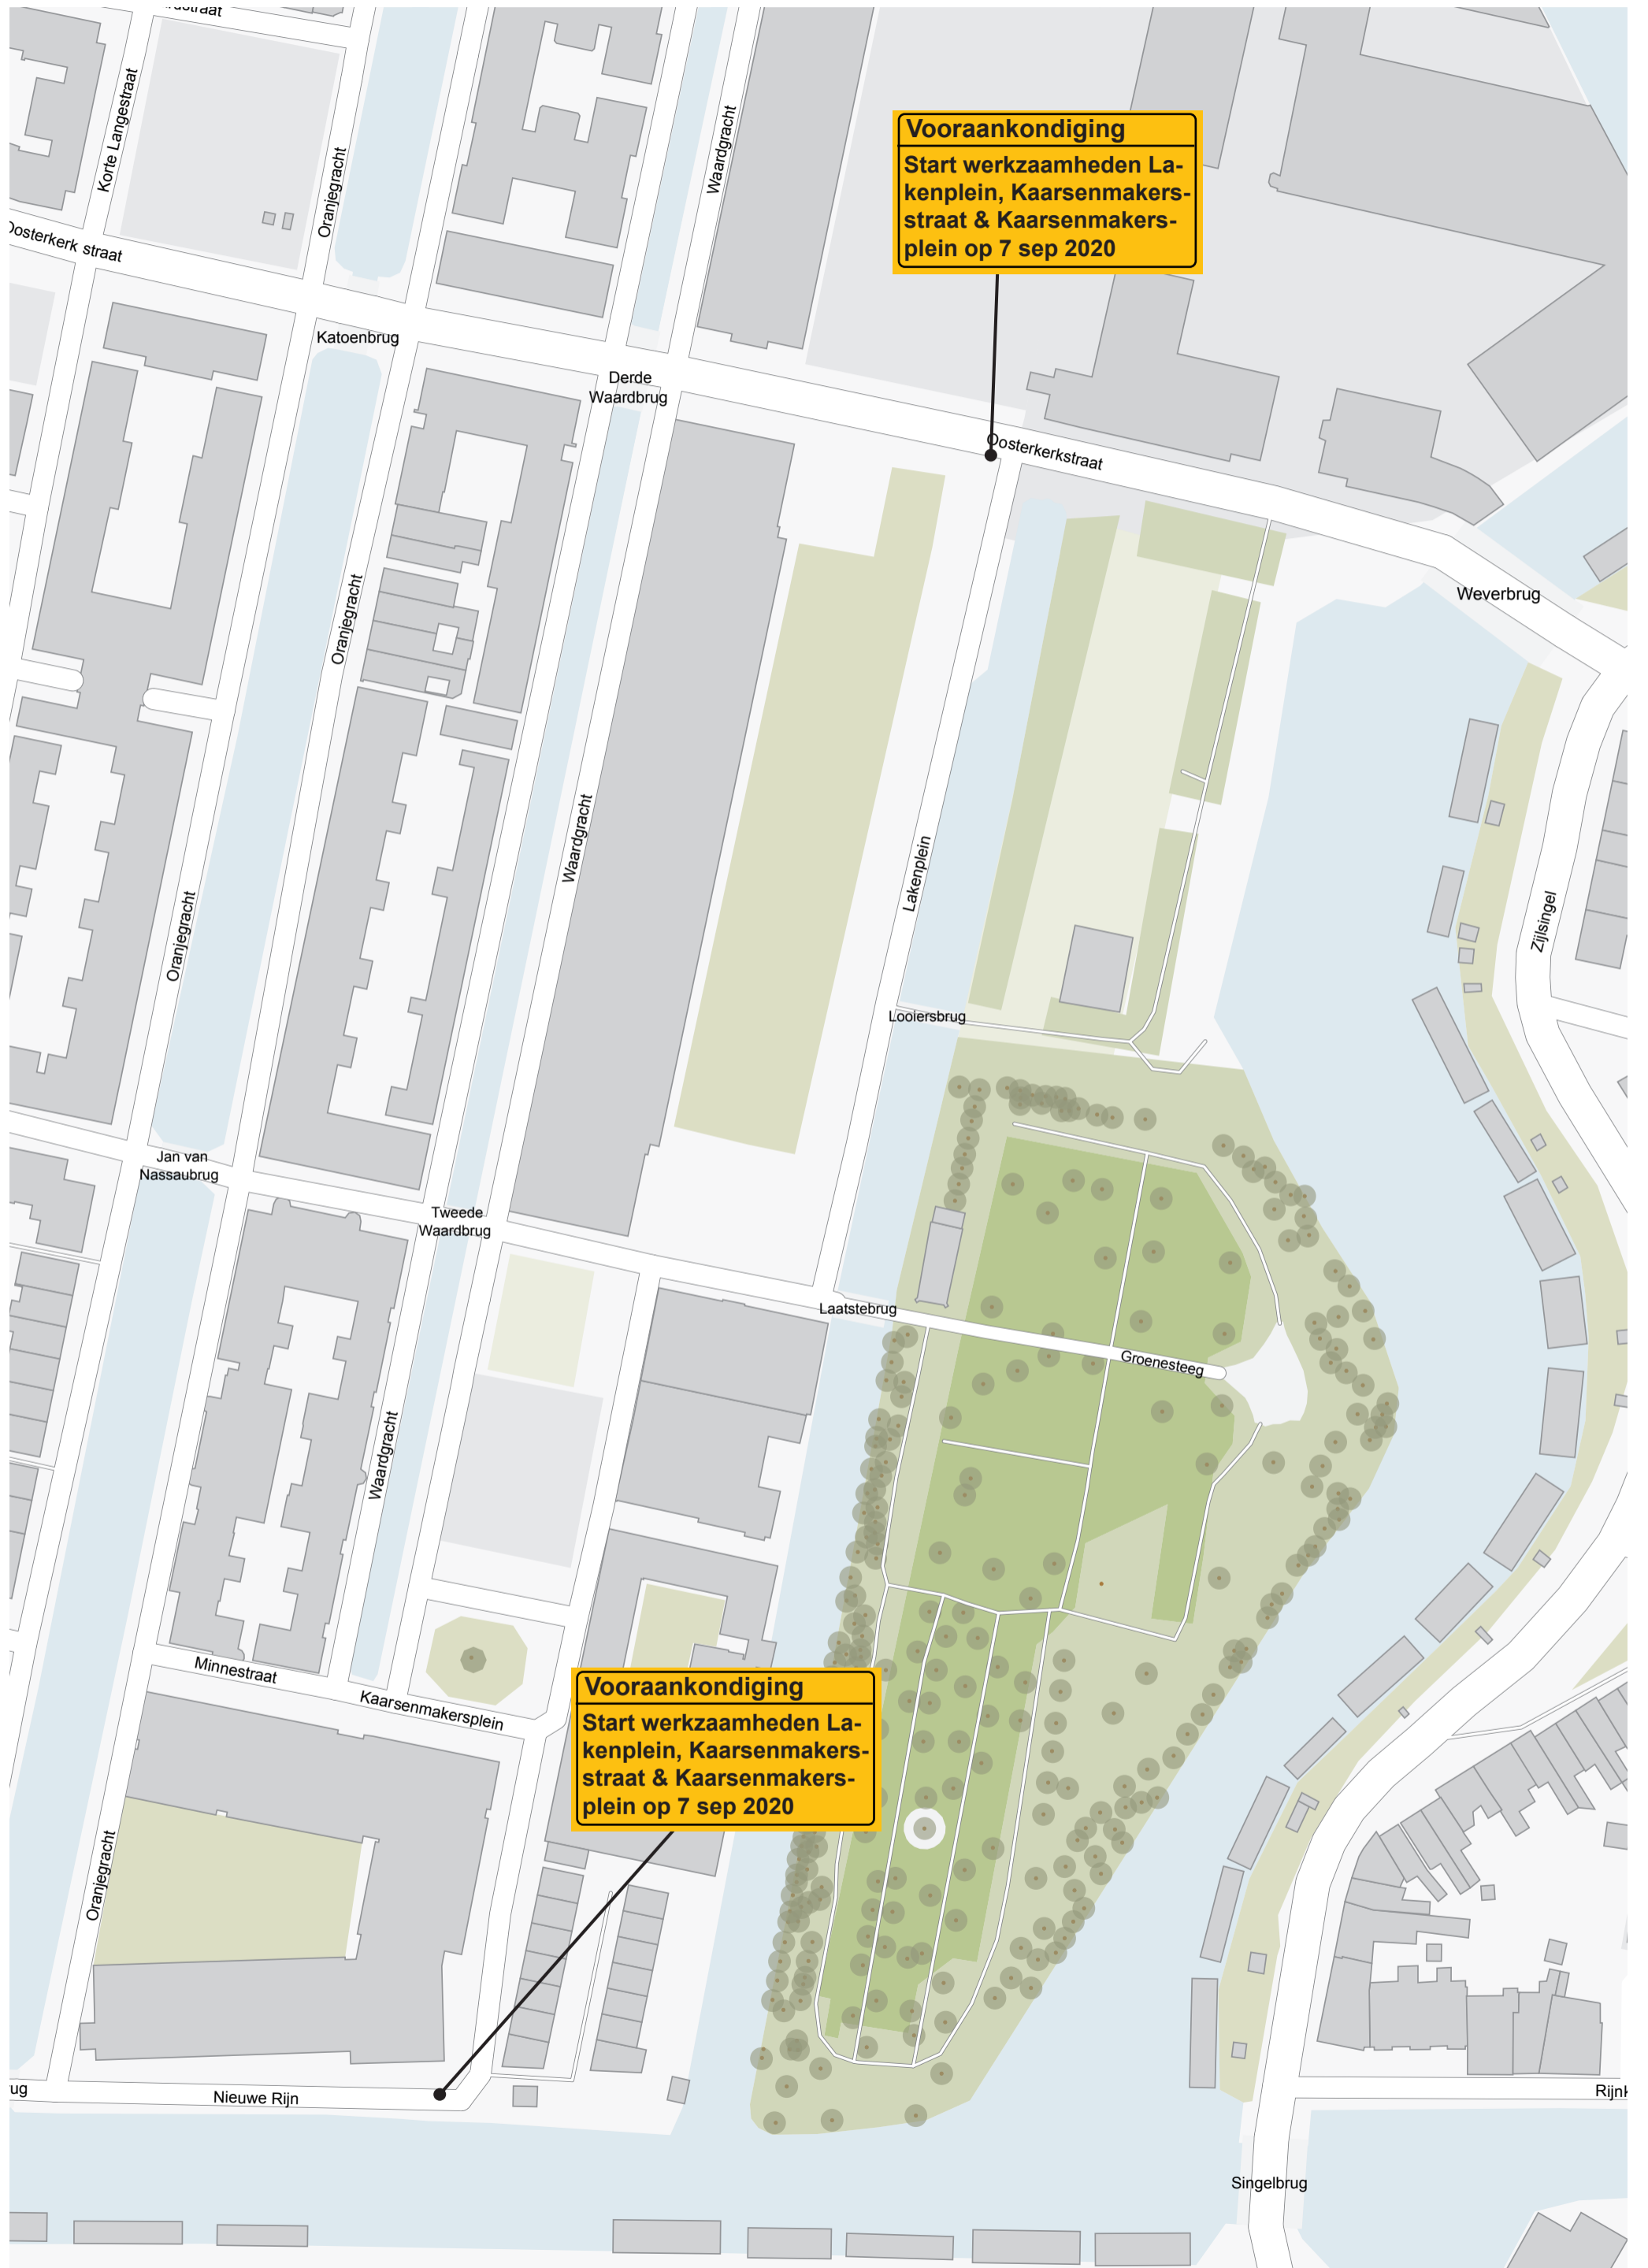 Korte Langestraat
Oranjegracht
Waardgracht
Vooraankondiging
Start werkzaamheden La-
kenplein, Kaarsenmakers-
straat & Kaarsenmakers-
plein op 7 sep 2020
Oosterkerk straat
Katoenbrug
Derde
Waardbrug
Oosterkerkstraat
Weverbrug
Oranjegracht
Waardgracht
Lakenplein
Zijlsingel
Oranjegracht
Looiersbrug
Jan van
Nassaubrug
Tweede
Waardbrug
Laatstebrug
Groenesteeg
Waardgracht
Minnestraat
Kaarsenmakersplein
Vooraankondiging
Start werkzaamheden La-
kenplein, Kaarsenmakers-
straat & Kaarsenmakers-
plein op 7 sep 2020
Oranjegracht
ug
Nieuwe Rijn
Singelbrug